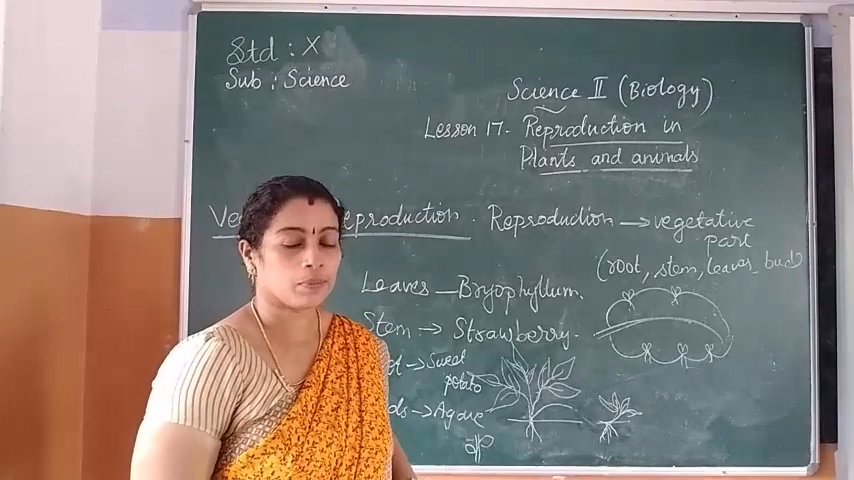 Std : X
Sub : Science
Science II (Biology)
Lesson 17. Reproduction in
Plants and animals
Reproduction . Reproduction → vegetative
part
(root, stem, leaves, bud)
Leaves — Bryophyllum.
Stem → Strawberry.
→ Sweet
potato
→ Agave